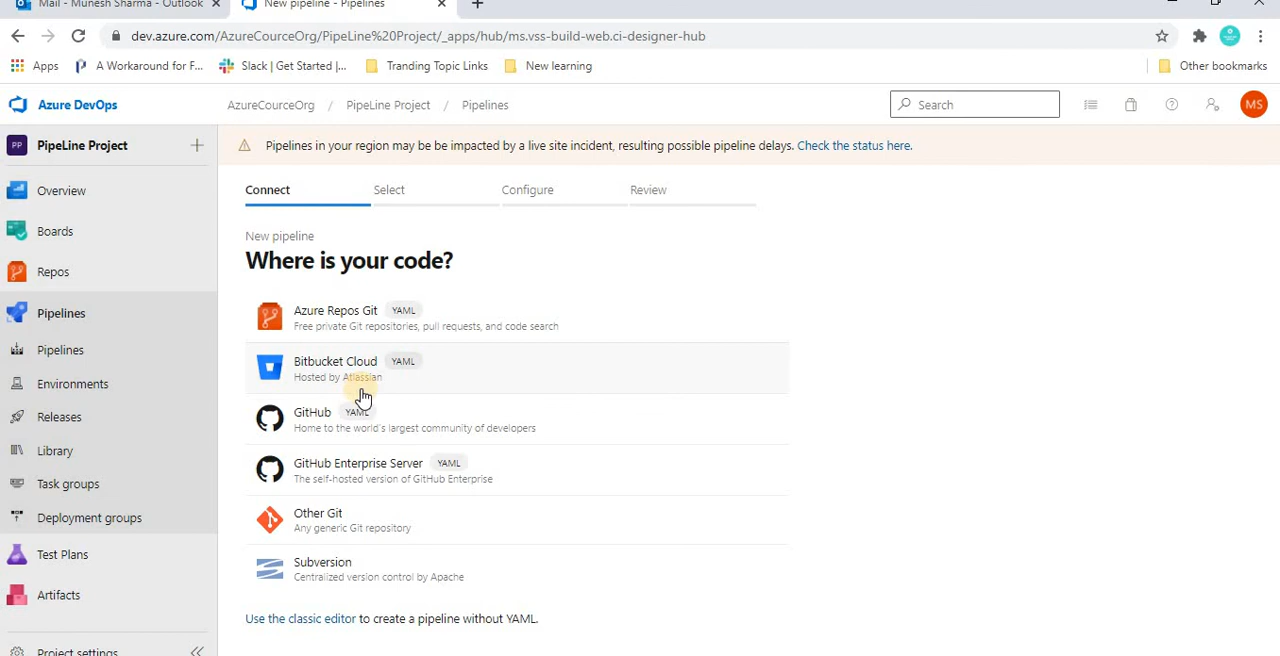 Mail - Munesh Sharma - Outlook
New pipeline - Pipelines
dev.azure.com/AzureCourceOrg/PipeLine%20Project/_apps/hub/ms.vss-build-web.ci-designer-hub
Apps
A Workaround for F...
Slack | Get Started |...
Tranding Topic Links
New learning
Other bookmarks
Azure DevOps
AzureCourceOrg / PipeLine Project / Pipelines
Search
MS
PP PipeLine Project
Pipelines in your region may be be impacted by a live site incident, resulting possible pipeline delays. Check the status here.
Overview
Boards
Repos
Pipelines
Pipelines
Environments
Releases
Library
Task groups
Deployment groups
Test Plans
Artifacts
Project settings
Connect
Select
Configure
Review
New pipeline
Where is your code?
Azure Repos Git YAML
Free private Git repositories, pull requests, and code search
Bitbucket Cloud YAML
Hosted by Atlassian
GitHub YAML
Home to the world's largest community of developers
GitHub Enterprise Server YAML
The self-hosted version of GitHub Enterprise
Other Git
Any generic Git repository
Subversion
Centralized version control by Apache
Use the classic editor to create a pipeline without YAML.